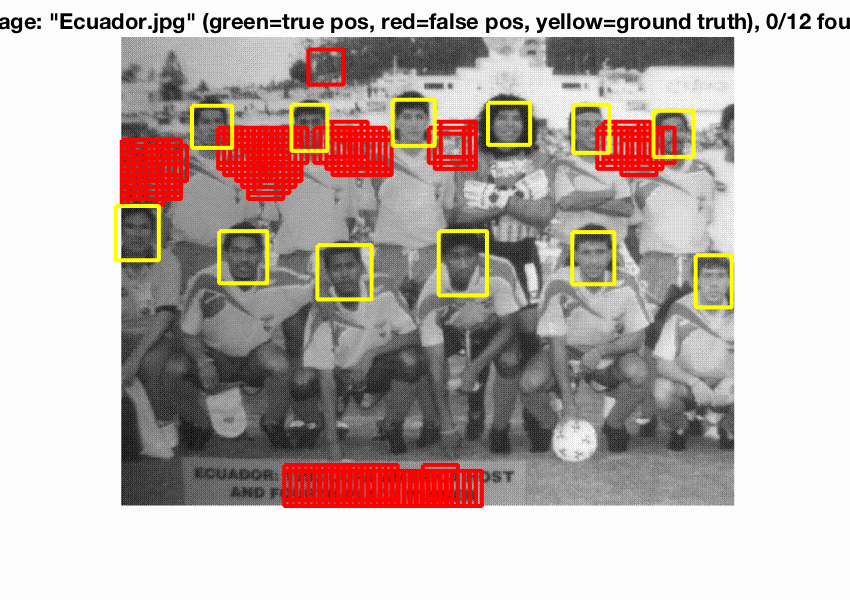 age: "Ecuador.jpg" (green=true pos, red=false pos, yellow=ground truth), 0/12 fou
ECUADOR: OST
AND